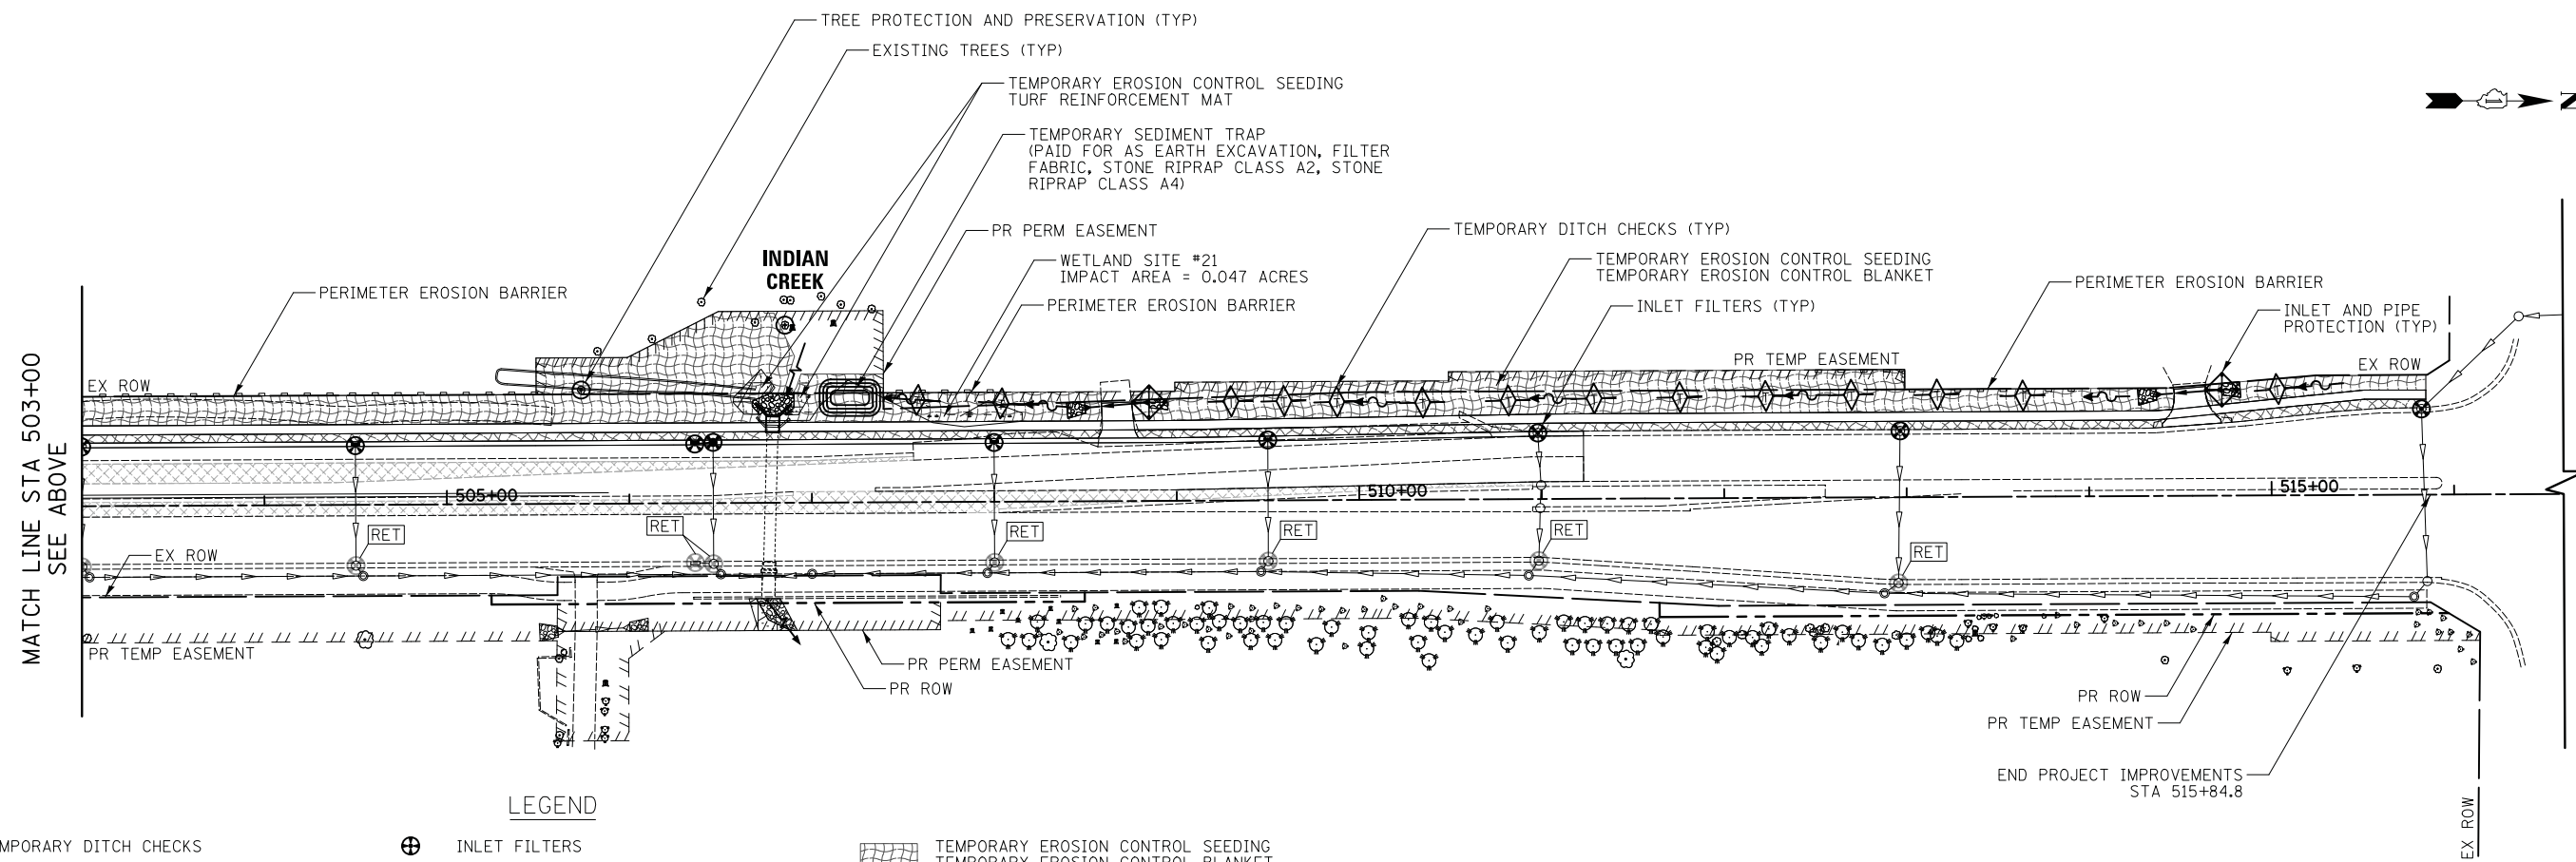 TREE PROTECTION AND PRESERVATION (TYP)
EXISTING TREES (TYP)
TEMPORARY EROSION CONTROL SEEDING
TURF REINFORCEMENT MAT
TEMPORARY SEDIMENT TRAP
(PAID FOR AS EARTH EXCAVATION, FILTER
FABRIC, STONE RIPRAP CLASS A2, STONE
RIPRAP CLASS A4)
PR PERM EASEMENT
TEMPORARY DITCH CHECKS (TYP)
INDIAN
CREEK
WETLAND SITE #21
IMPACT AREA = 0.047 ACRES
TEMPORARY EROSION CONTROL SEEDING
TEMPORARY EROSION CONTROL BLANKET
PERIMETER EROSION BARRIER
PERIMETER EROSION BARRIER
PERIMETER EROSION BARRIER
INLET FILTERS (TYP)
INLET AND PIPE
PROTECTION (TYP)
MATCH LINE STA 503+00
SEE ABOVE
EX ROW
PR TEMP EASEMENT
EX ROW
505+00
510+00
515+00
RET
RET
RET
RET
RET
RET
EX ROW
PR TEMP EASEMENT
PR PERM EASEMENT
PR ROW
PR ROW
PR TEMP EASEMENT
END PROJECT IMPROVEMENTS
STA 515+84.8
EX ROW
LEGEND
MPORARY DITCH CHECKS
INLET FILTERS
TEMPORARY EROSION CONTROL SEEDING
TEMPORARY EROSION CONTROL BLANKET